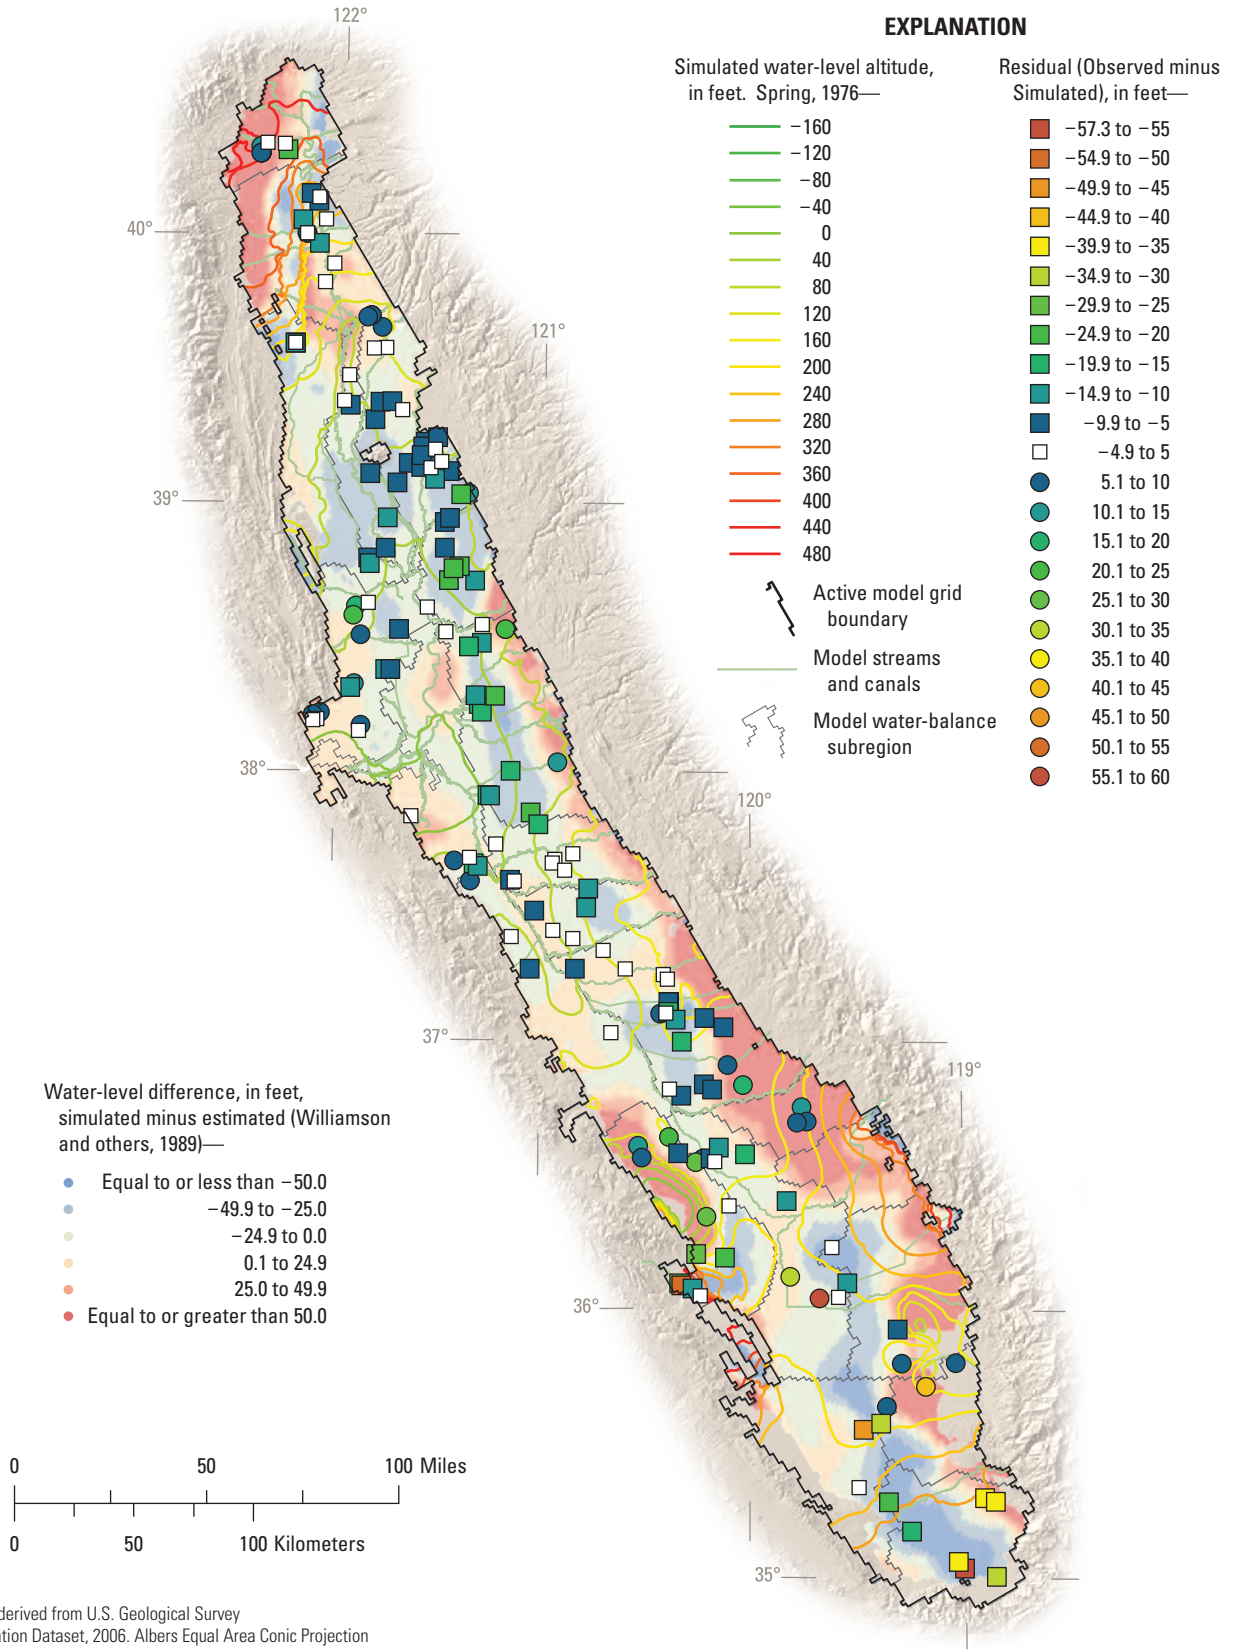 122°
EXPLANATION
Simulated water-level altitude,
in feet. Spring, 1976—
−160
−120
−80
−40
0
40
80
120
160
200
240
280
320
360
400
440
480
Active model grid
boundary
Model streams
and canals
Model water-balance
subregion
Residual (Observed minus
Simulated), in feet—
−57.3 to −55
−54.9 to −50
−49.9 to −45
−44.9 to −40
−39.9 to −35
−34.9 to −30
−29.9 to −25
−24.9 to −20
−19.9 to −15
−14.9 to −10
−9.9 to −5
−4.9 to 5
5.1 to 10
10.1 to 15
15.1 to 20
20.1 to 25
25.1 to 30
30.1 to 35
35.1 to 40
40.1 to 45
45.1 to 50
50.1 to 55
55.1 to 60
40°
121°
39°
38°
120°
37°
119°
36°
35°
Water-level difference, in feet,
simulated minus estimated (Williamson
and others, 1989)—
Equal to or less than −50.0
−49.9 to −25.0
−24.9 to 0.0
0.1 to 24.9
25.0 to 49.9
Equal to or greater than 50.0
0 50 100 Miles
0 50 100 Kilometers
derived from U.S. Geological Survey
ation Dataset, 2006. Albers Equal Area Conic Projection